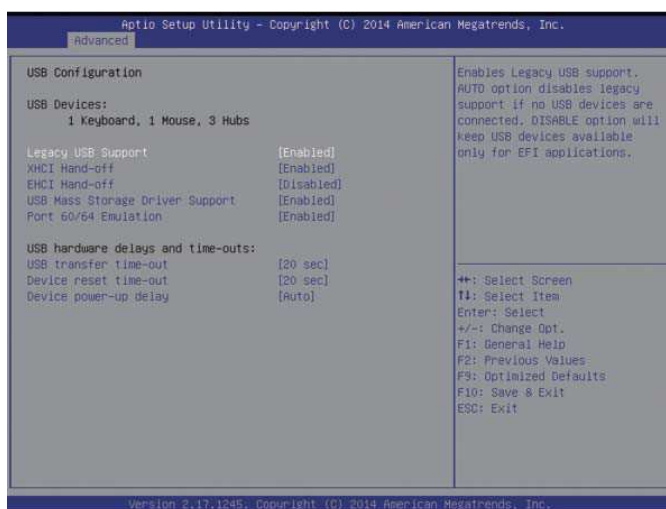 Aptio Setup Utility – Copyright (C) 2014 American Megatrends, Inc.
Advanced
USB Configuration
USB Devices:
1 Keyboard, 1 Mouse, 3 Hubs
Legacy USB Support [Enabled]
XHCI Hand-off [Enabled]
EHCI Hand-off [Disabled]
USB Mass Storage Driver Support [Enabled]
Port 60/64 Emulation [Enabled]
USB hardware delays and time-outs:
USB transfer time-out [20 sec]
Device reset time-out [20 sec]
Device power-up delay [Auto]
Enables Legacy USB support.
AUTO option disables legacy
support if no USB devices are
connected. DISABLE option will
keep USB devices available
only for EFI applications.
→←: Select Screen
↑↓: Select Item
Enter: Select
+/-: Change Opt.
F1: General Help
F2: Previous Values
F9: Optimized Defaults
F10: Save & Exit
ESC: Exit
Version 2.17.1245. Copyright (C) 2014 American Megatrends, Inc.